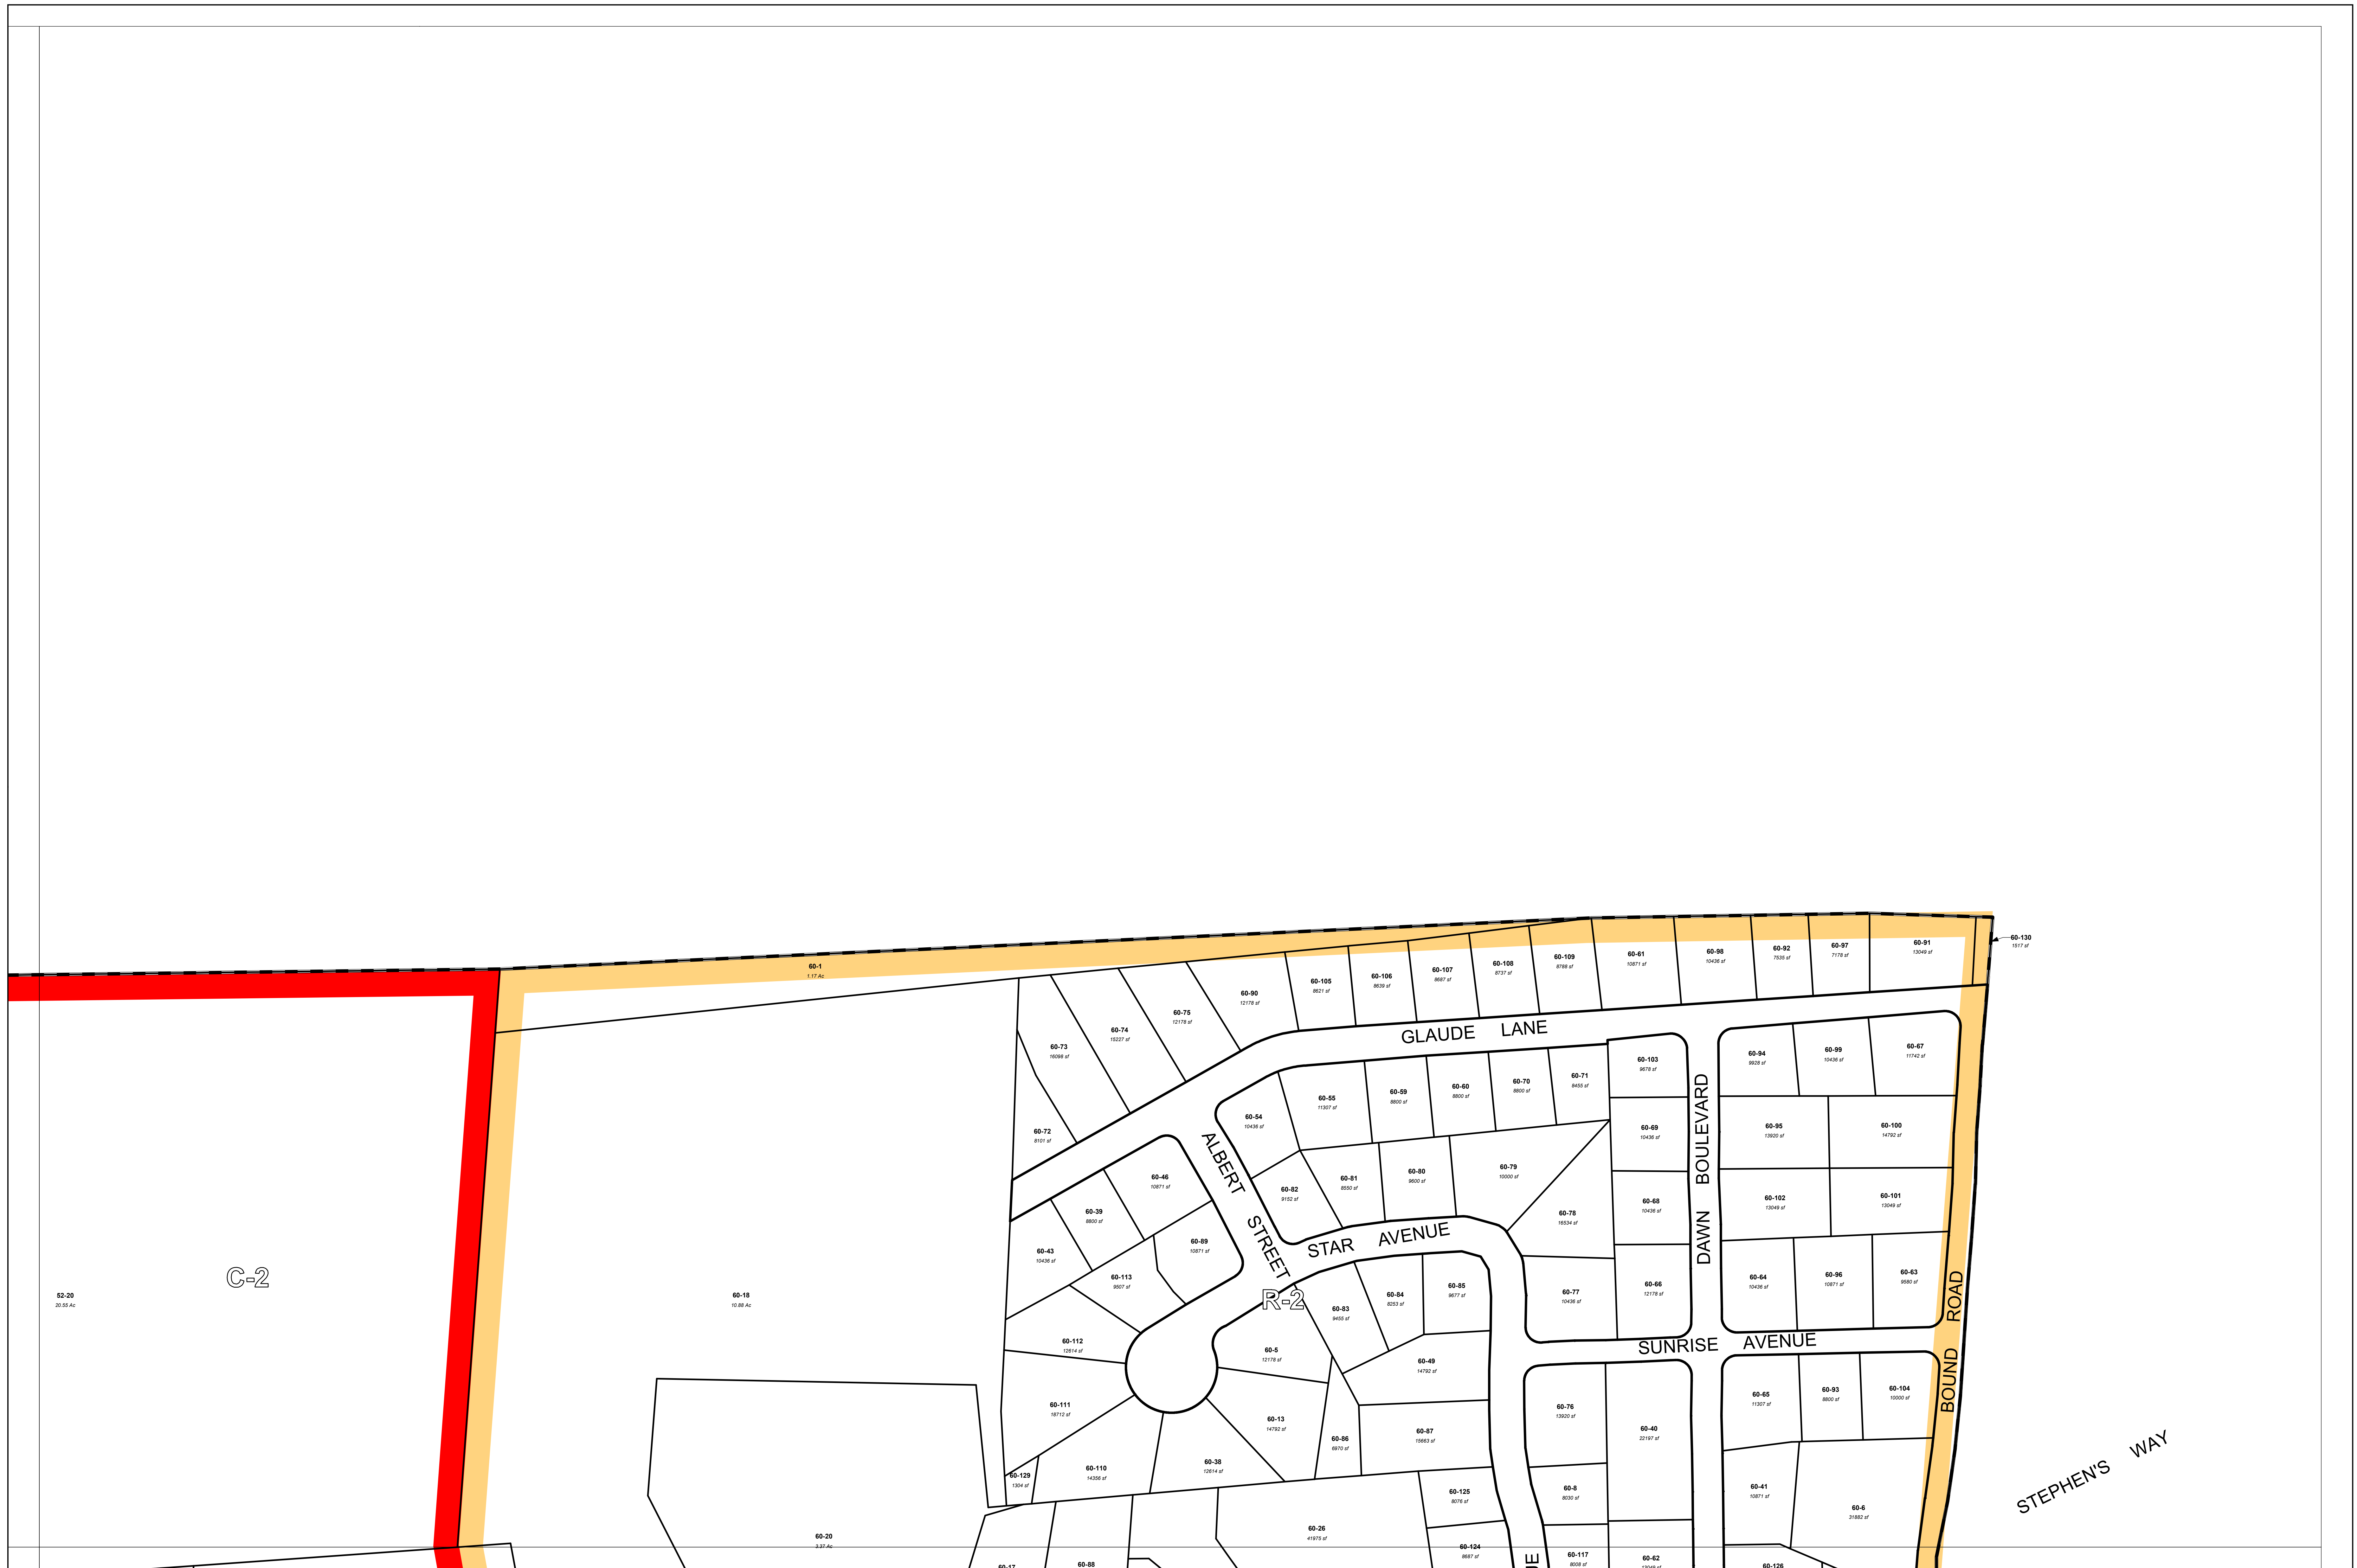 60-130
1517 sf
60-91
13049 sf
60-97
7178 sf
60-92
7535 sf
60-98
10436 sf
60-61
10871 sf
60-109
8788 sf
60-108
8737 sf
60-107
8687 sf
60-106
8639 sf
60-105
8621 sf
60-90
12178 sf
60-1
1.17 Ac
60-75
12178 sf
60-74
15227 sf
60-73
16098 sf
GLAUDE LANE
60-103
9678 sf
60-94
9928 sf
60-99
10436 sf
60-67
11742 sf
60-72
8101 sf
60-54
10436 sf
60-55
11307 sf
60-59
8800 sf
60-60
8800 sf
60-70
8600 sf
60-71
8455 sf
60-69
10436 sf
DAWN BOULEVARD
60-95
13920 sf
60-100
14792 sf
60-46
10871 sf
ALBERT STREET
60-82
9152 sf
60-81
8550 sf
60-80
9600 sf
60-79
10000 sf
60-39
8800 sf
60-78
16534 sf
60-68
10436 sf
60-102
13049 sf
60-101
13049 sf
60-43
10436 sf
60-89
10871 sf
STAR AVENUE
60-113
9507 sf
C-2
52-20
20.55 Ac
60-18
10.88 Ac
R-2
60-83
9455 sf
60-84
8253 sf
60-85
9677 sf
60-77
10436 sf
60-66
12178 sf
60-64
10436 sf
60-96
10871 sf
60-63
9580 sf
BOUND ROAD
SUNRISE AVENUE
60-112
12614 sf
60-5
12178 sf
60-49
14792 sf
60-111
18712 sf
60-13
14792 sf
60-86
6970 sf
60-87
15663 sf
60-76
13920 sf
60-40
22197 sf
60-65
11307 sf
60-93
8800 sf
60-104
10000 sf
STEPHEN'S WAY
60-129
1304 sf
60-110
14356 sf
60-38
12614 sf
60-125
8076 sf
60-8
8030 sf
60-41
10871 sf
60-6
31882 sf
60-20
3.37 Ac
60-26
41975 sf
60-124
8687 sf
60-117
8008 sf
60-62
13049 sf
60-17
60-88
60-126